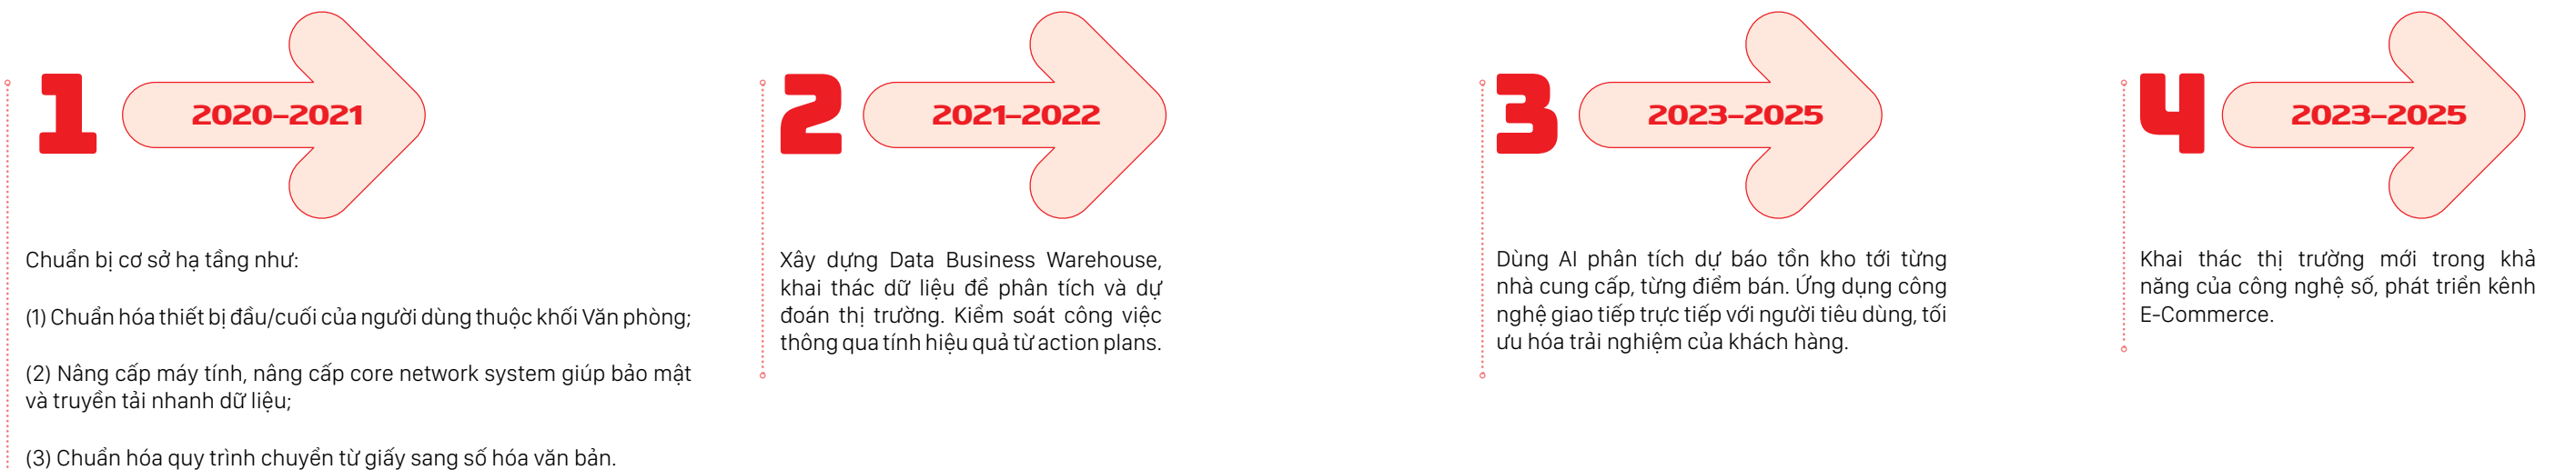 1
2020–2021
Chuẩn bị cơ sở hạ tầng như:
(1) Chuẩn hóa thiết bị đầu/cuối của người dùng thuộc khối Văn phòng;
(2) Nâng cấp máy tính, nâng cấp core network system giúp bảo mật
và truyền tải nhanh dữ liệu;
(3) Chuẩn hóa quy trình chuyển từ giấy sang số hóa văn bản.
2
2021–2022
Xây dựng Data Business Warehouse,
khai thác dữ liệu để phân tích và dự
đoán thị trường. Kiểm soát công việc
thông qua tính hiệu quả từ action plans.
3
2023–2025
Dùng AI phân tích dự báo tồn kho tới từng
nhà cung cấp, từng điểm bán. Ứng dụng công
nghệ giao tiếp trực tiếp với người tiêu dùng, tối
ưu hóa trải nghiệm của khách hàng.
4
2023–2025
Khai thác thị trường mới trong khả
năng của công nghệ số, phát triển kênh
E-Commerce.